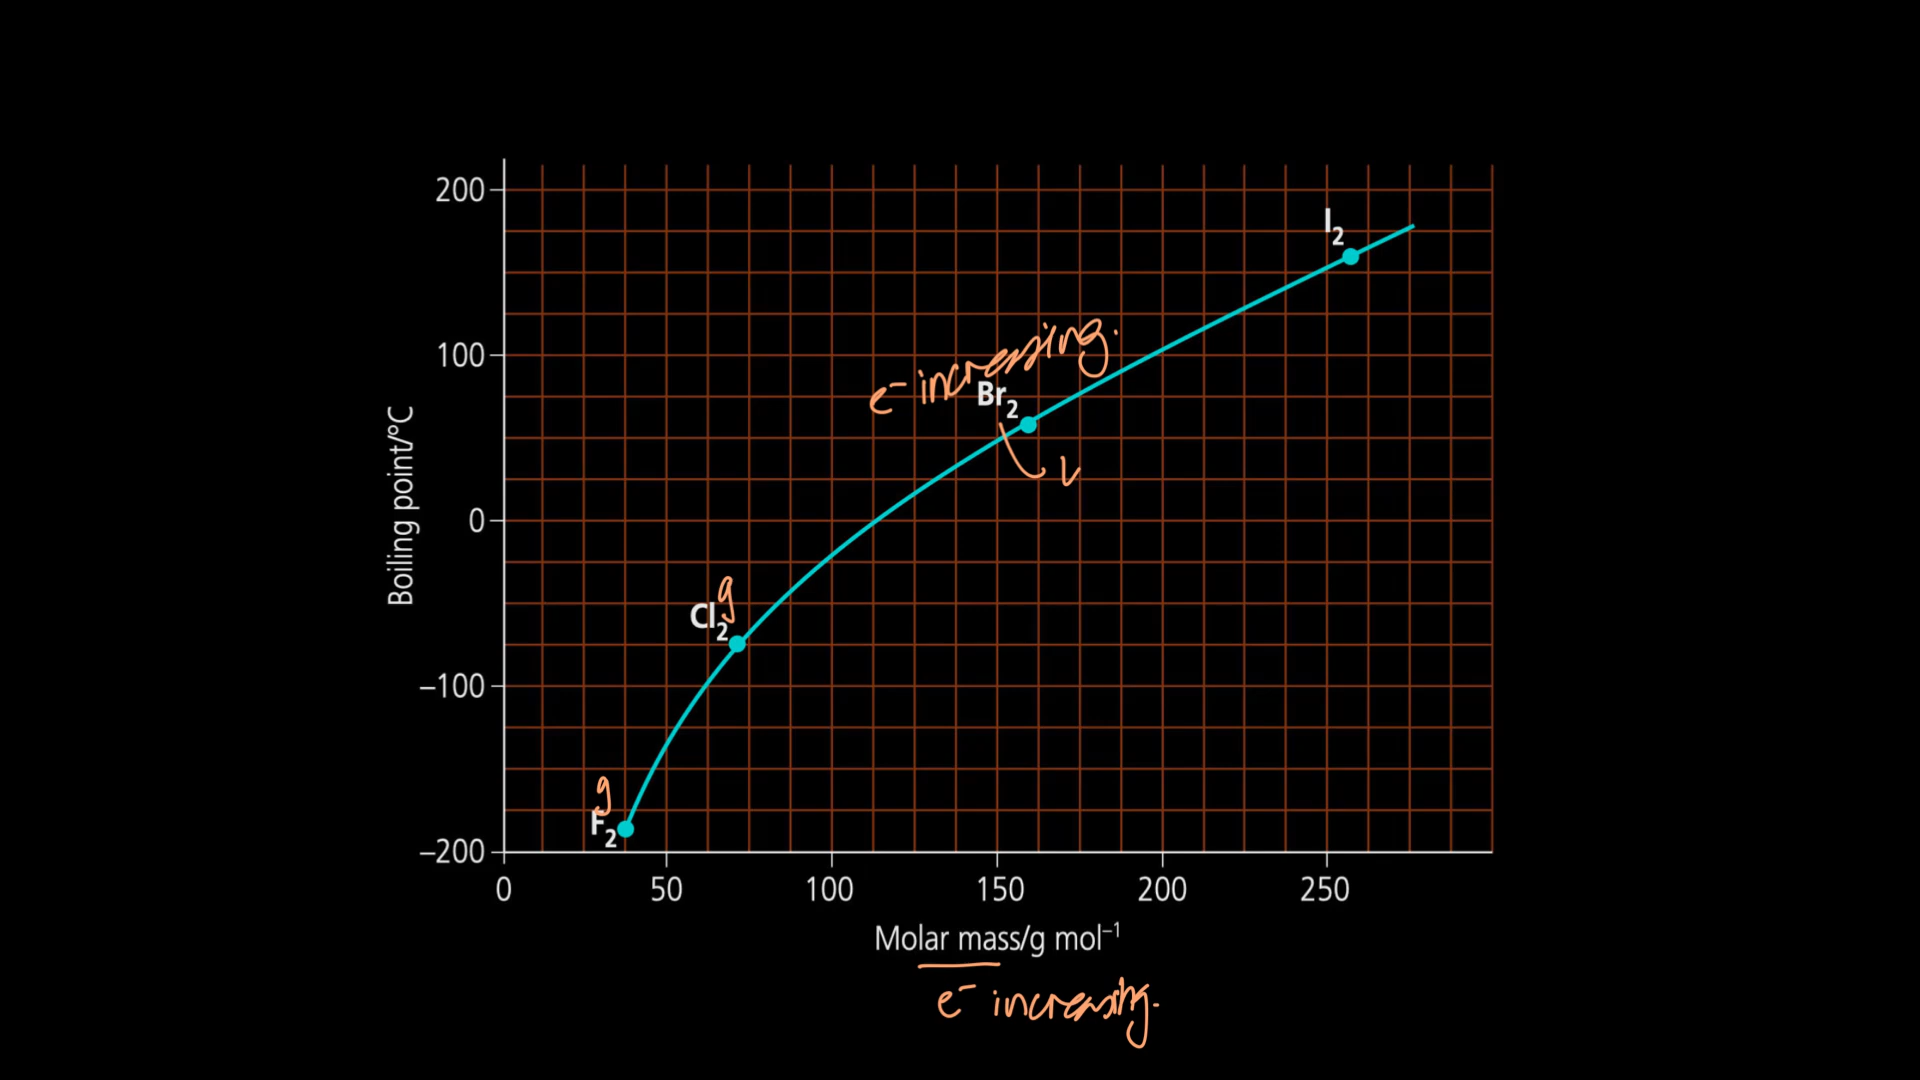 200
I₂
100
e⁻ increasing.
Br₂
l
Boiling point/°C
0
g
Cl₂
–100
g
F₂
–200
0 50 100 150 200 250
Molar mass/g mol⁻¹
e⁻ increasing.